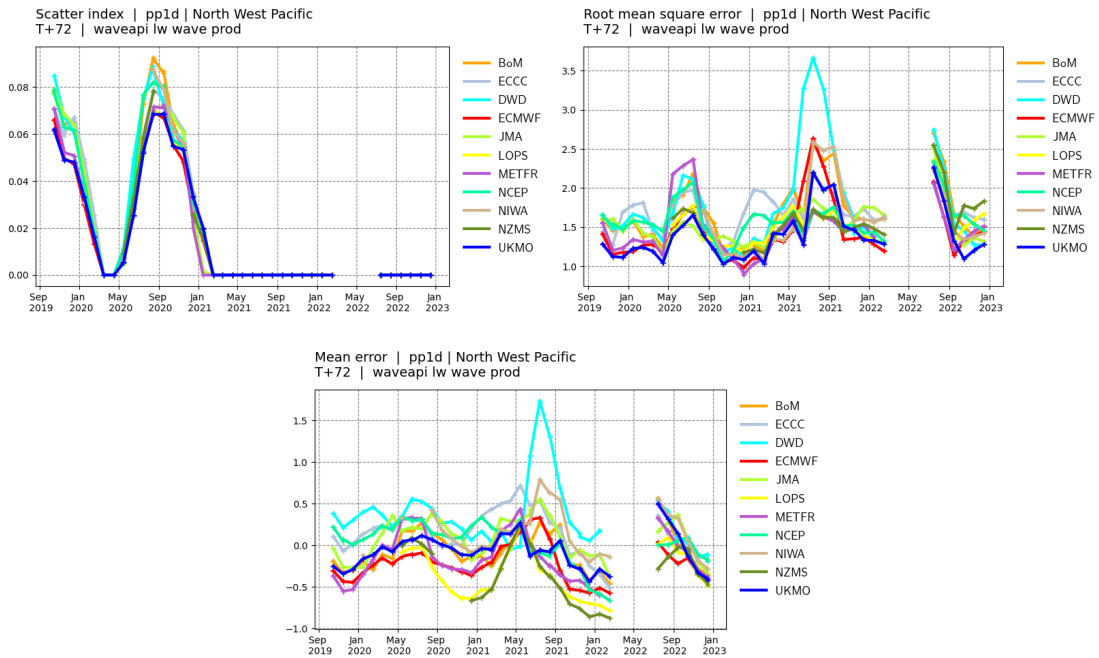 Scatter index | pp1d | North West Pacific
T+72 | waveapi lw wave prod
0.08
0.06
0.04
0.02
0.00
Sep 2019
Jan 2020
May 2020
Sep 2020
Jan 2021
May 2021
Sep 2021
Jan 2022
May 2022
Sep 2022
Jan 2023
BoM
ECCC
DWD
ECMWF
JMA
LOPS
METFR
NCEP
NIWA
NZMS
UKMO
Root mean square error | pp1d | North West Pacific
T+72 | waveapi lw wave prod
3.5
3.0
2.5
2.0
1.5
1.0
Sep 2019
Jan 2020
May 2020
Sep 2020
Jan 2021
May 2021
Sep 2021
Jan 2022
May 2022
Sep 2022
Jan 2023
BoM
ECCC
DWD
ECMWF
JMA
LOPS
METFR
NCEP
NIWA
NZMS
UKMO
Mean error | pp1d | North West Pacific
T+72 | waveapi lw wave prod
1.5
1.0
0.5
0.0
−0.5
−1.0
Sep 2019
Jan 2020
May 2020
Sep 2020
Jan 2021
May 2021
Sep 2021
Jan 2022
May 2022
Sep 2022
Jan 2023
BoM
ECCC
DWD
ECMWF
JMA
LOPS
METFR
NCEP
NIWA
NZMS
UKMO